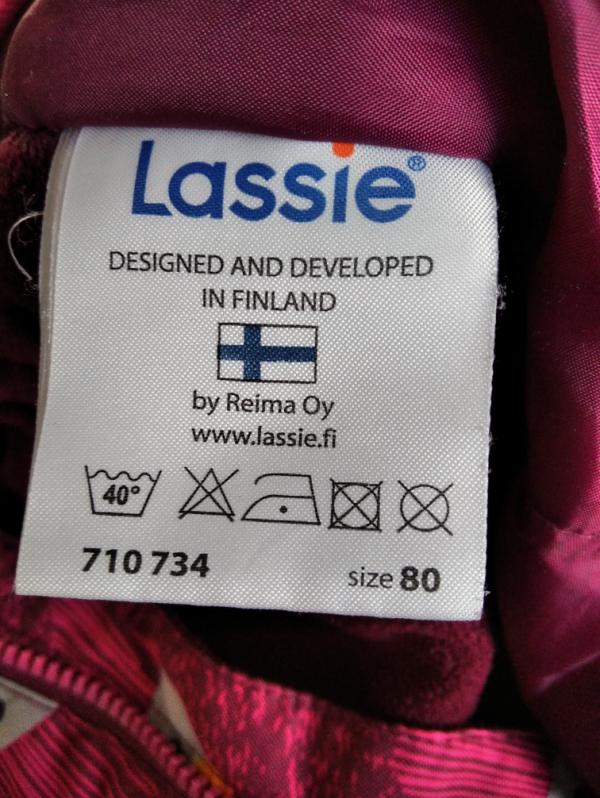 Lassie®
DESIGNED AND DEVELOPED
IN FINLAND
by Reima Oy
www.lassie.fi
40°
710 734
size 80